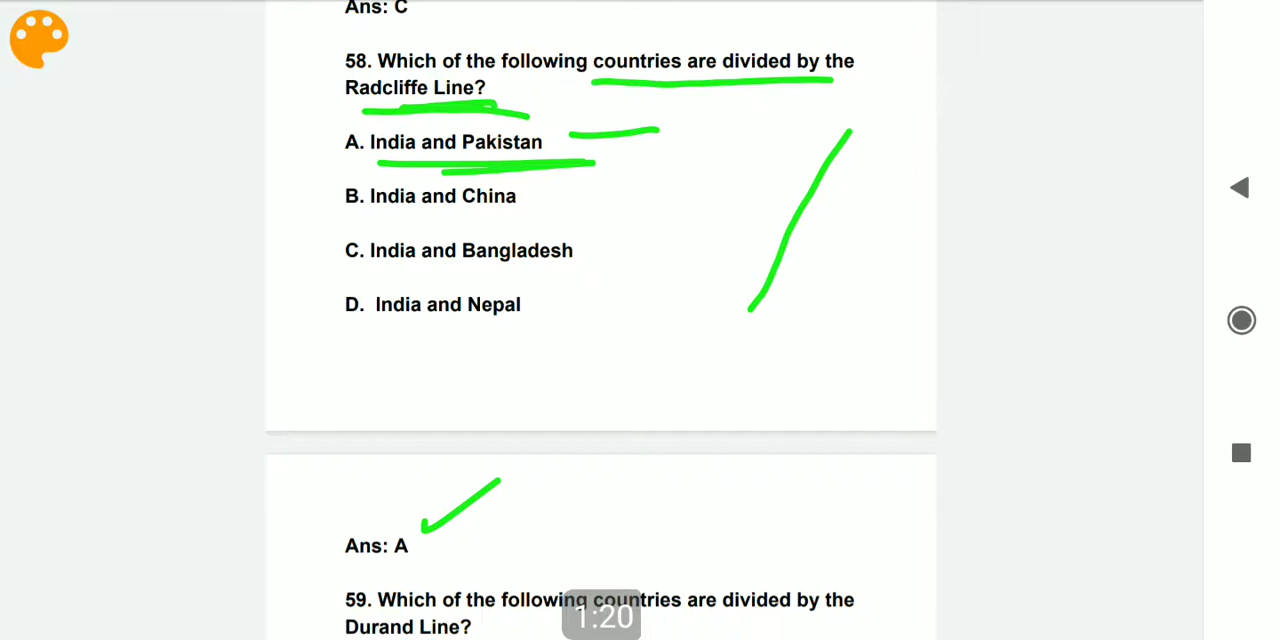 Ans: C
58. Which of the following countries are divided by the
Radcliffe Line?
A. India and Pakistan
B. India and China
C. India and Bangladesh
D. India and Nepal
Ans: A
59. Which of the following countries are divided by the
Durand Line?
1:20